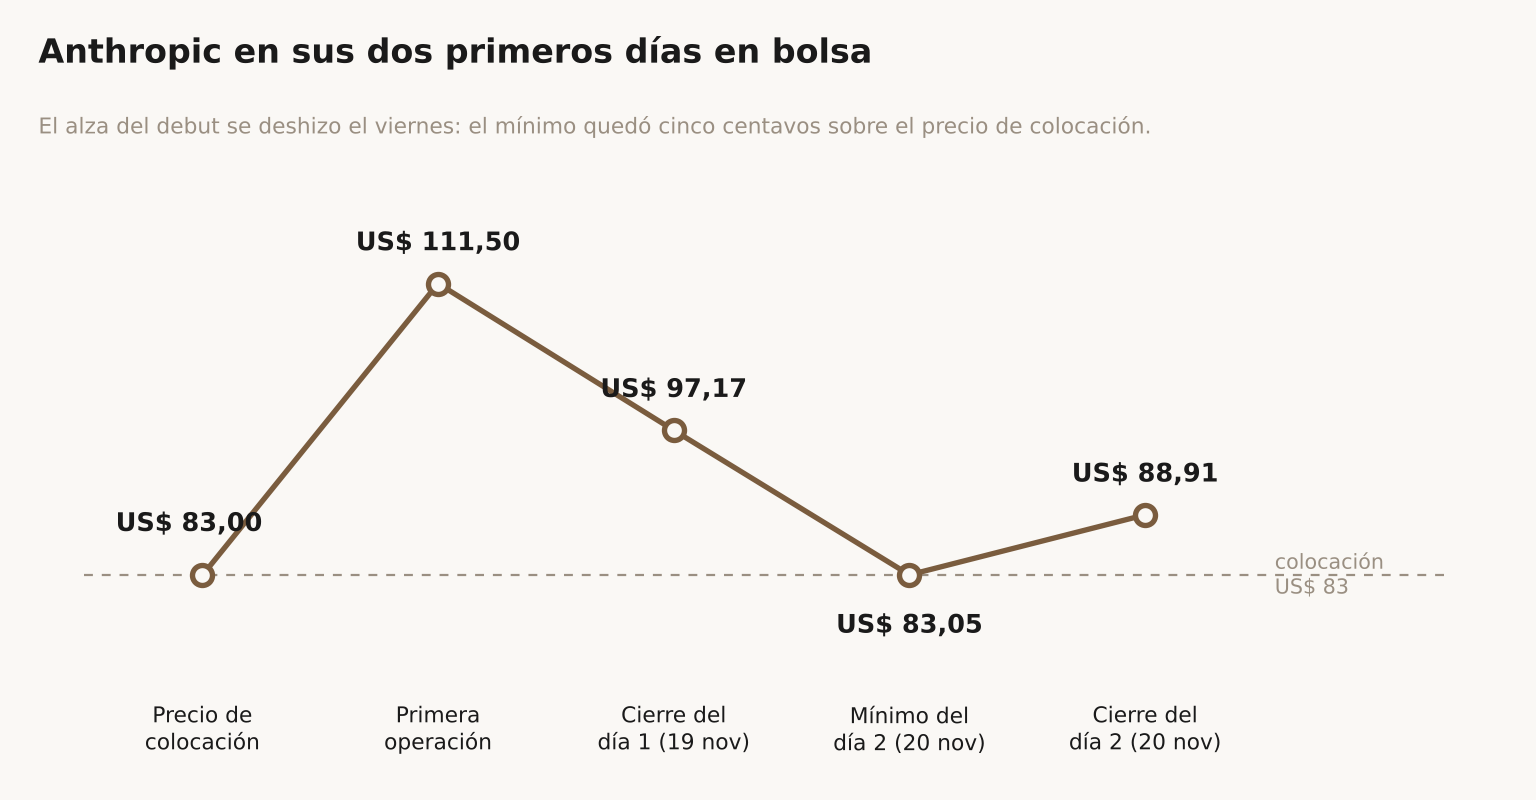 Anthropic en sus dos primeros días en bolsa
El alza del debut se deshizo el viernes: el mínimo quedó cinco centavos sobre el precio de colocación.
US$ 111,50
US$ 97,17
US$ 88,91
US$ 83,00
colocación
US$ 83
US$ 83,05
Precio de
colocación
Primera
operación
Cierre del
día 1 (19 nov)
Mínimo del
día 2 (20 nov)
Cierre del
día 2 (20 nov)